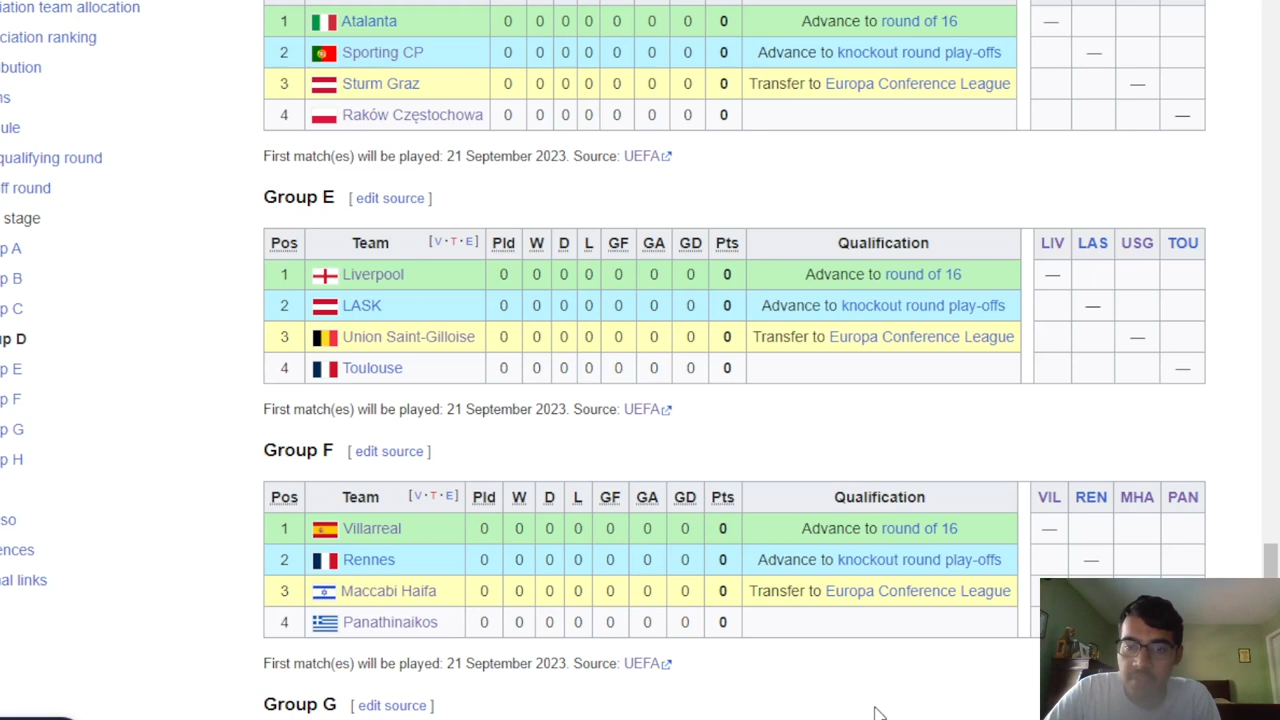 iation team allocation
ciation ranking
bution
ns
ule
qualifying round
ff round
stage
p A
p B
p C
up D
p E
p F
p G
p H
so
ences
al links
1 Atalanta 0 0 0 0 0 0 0 0 Advance to round of 16 —
2 Sporting CP 0 0 0 0 0 0 0 0 Advance to knockout round play-offs —
3 Sturm Graz 0 0 0 0 0 0 0 0 Transfer to Europa Conference League —
4 Raków Częstochowa 0 0 0 0 0 0 0 0 —
First match(es) will be played: 21 September 2023. Source: UEFA
Group E [ edit source ]
Pos Team [V·T·E] Pld W D L GF GA GD Pts Qualification LIV LAS USG TOU
1 Liverpool 0 0 0 0 0 0 0 0 Advance to round of 16 —
2 LASK 0 0 0 0 0 0 0 0 Advance to knockout round play-offs —
3 Union Saint-Gilloise 0 0 0 0 0 0 0 0 Transfer to Europa Conference League —
4 Toulouse 0 0 0 0 0 0 0 0 —
First match(es) will be played: 21 September 2023. Source: UEFA
Group F [ edit source ]
Pos Team [V·T·E] Pld W D L GF GA GD Pts Qualification VIL REN MHA PAN
1 Villarreal 0 0 0 0 0 0 0 0 Advance to round of 16 —
2 Rennes 0 0 0 0 0 0 0 0 Advance to knockout round play-offs —
3 Maccabi Haifa 0 0 0 0 0 0 0 0 Transfer to Europa Conference League
4 Panathinaikos 0 0 0 0 0 0 0 0
First match(es) will be played: 21 September 2023. Source: UEFA
Group G [ edit source ]